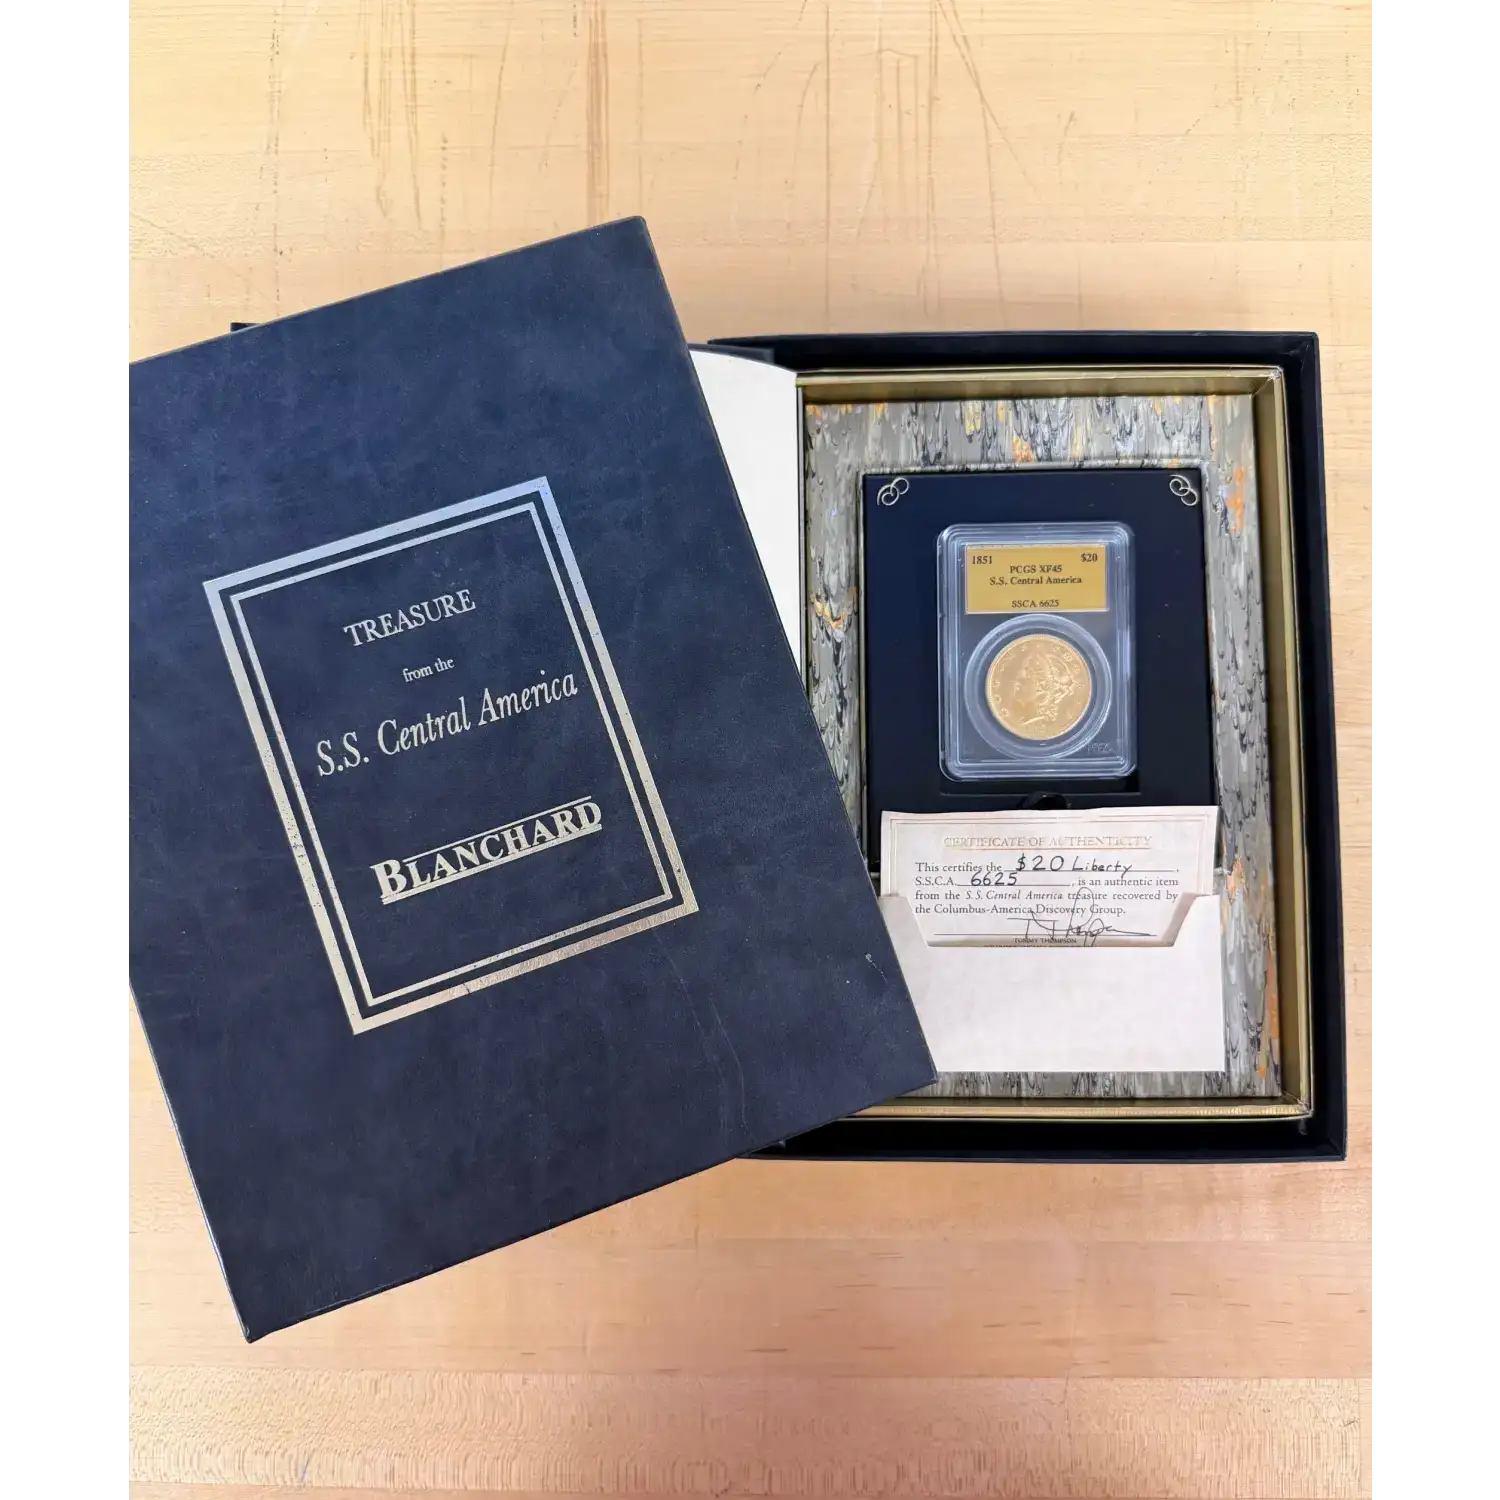 TREASURE
from the
S.S. Central America
BLANCHARD
1851 $20
PCGS XF45
S.S. Central America
SSCA 6625
CERTIFICATE OF AUTHENTICITY
This certifies the $20 Liberty,
S.S.C.A. 6625, is an authentic item
from the S.S. Central America treasure recovered by
the Columbus-America Discovery Group.
TOMMY THOMPSON